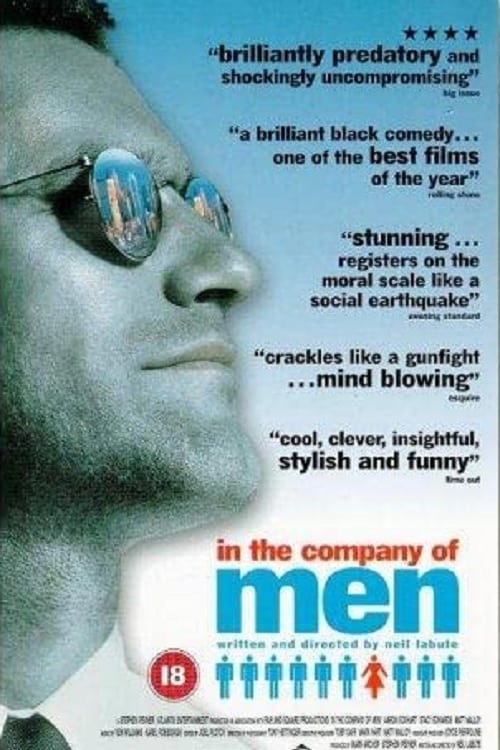 ★★★★
“brilliantly predatory and
shockingly uncompromising”
big issue
“a brilliant black comedy...
one of the best films
of the year”
rolling stone
“stunning ...
registers on the
moral scale like a
social earthquake”
evening standard
“crackles like a gunfight
...mind blowing”
esquire
“cool, clever, insightful,
stylish and funny”
time out
in the company of
men
written and directed by neil labute
18